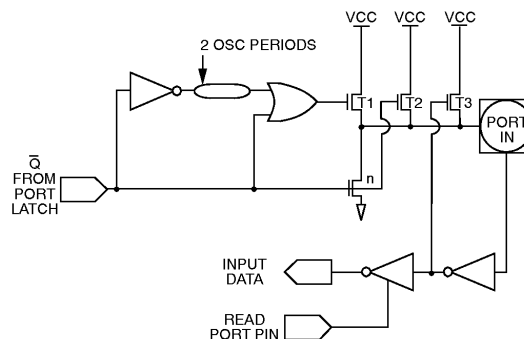 VCC VCC VCC
2 OSC PERIODS
T1 T2 T3
PORT
IN
Q
FROM
PORT
LATCH
n
INPUT
DATA
READ
PORT PIN